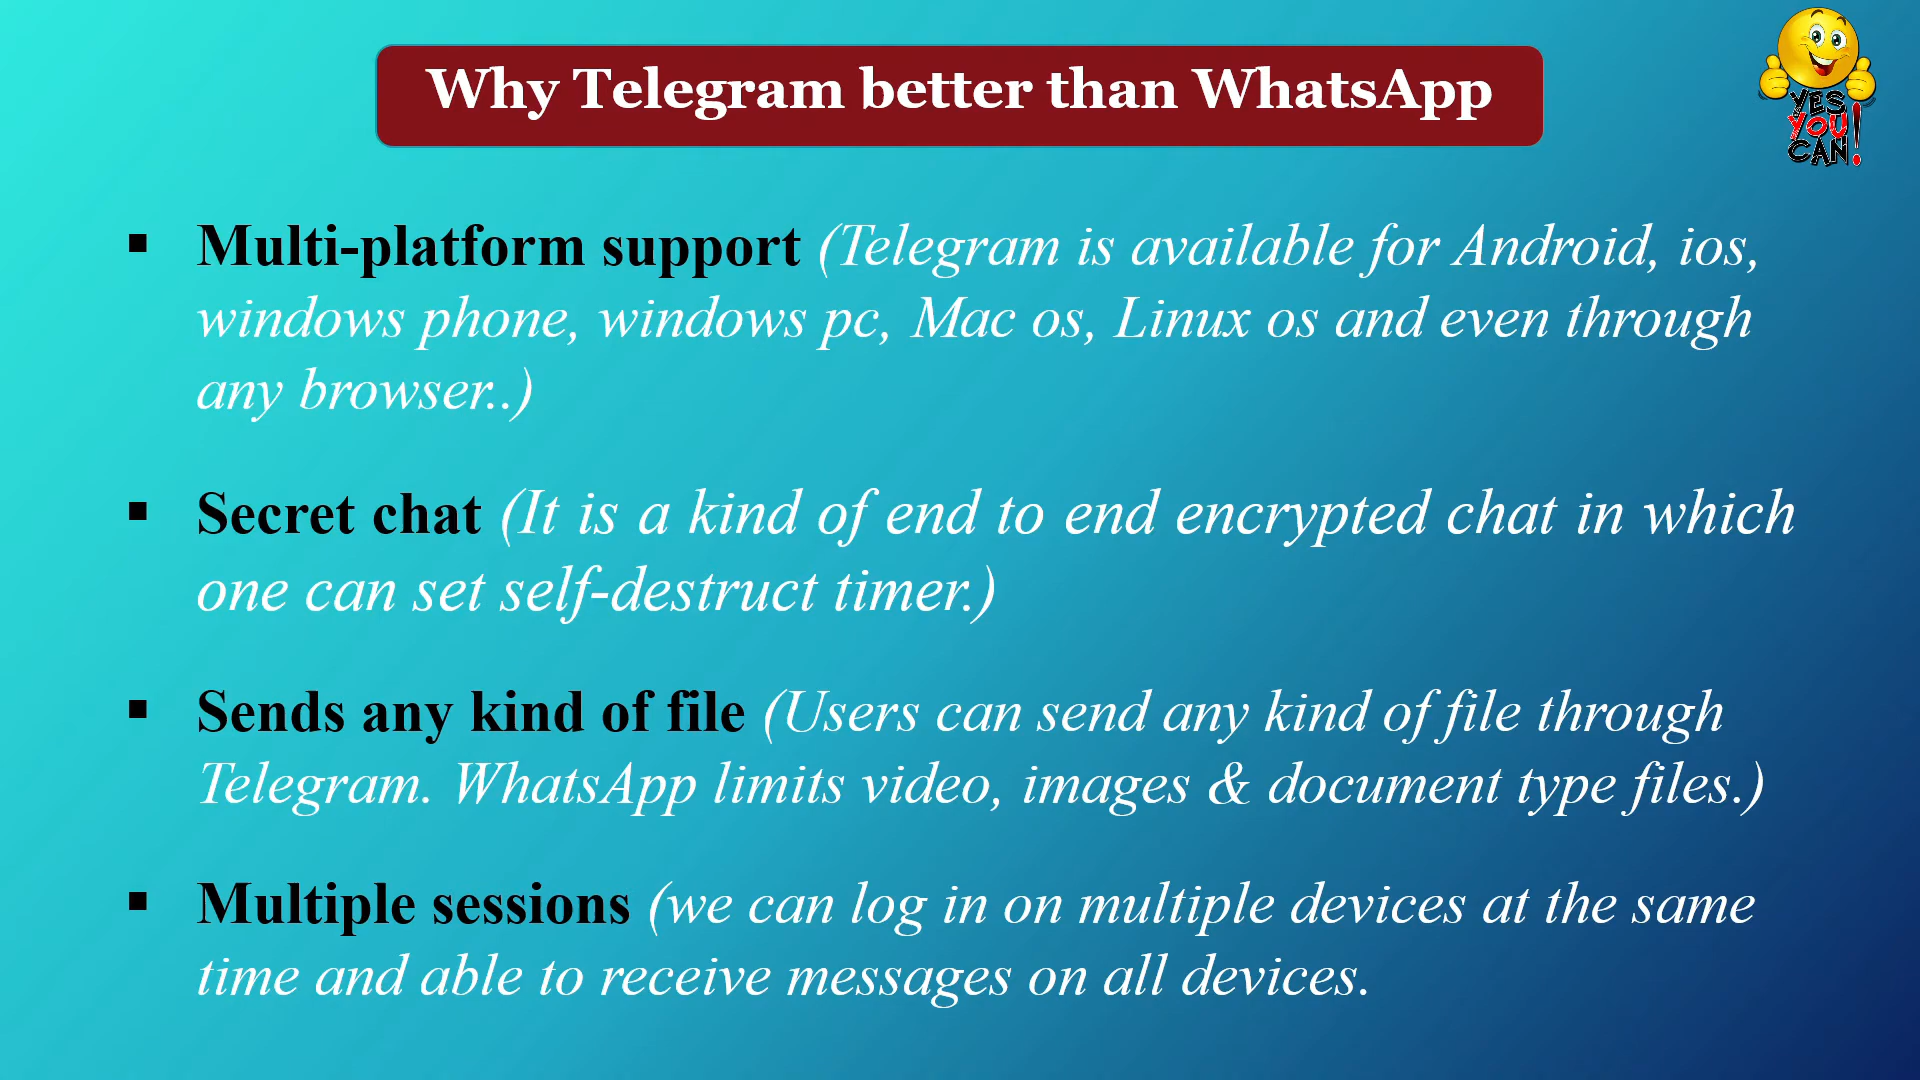 Why Telegram better than WhatsApp
YES
YOU
CAN!
▪ Multi-platform support (Telegram is available for Android, ios,
windows phone, windows pc, Mac os, Linux os and even through
any browser..)
▪ Secret chat (It is a kind of end to end encrypted chat in which
one can set self-destruct timer.)
▪ Sends any kind of file (Users can send any kind of file through
Telegram. WhatsApp limits video, images & document type files.)
▪ Multiple sessions (we can log in on multiple devices at the same
time and able to receive messages on all devices.